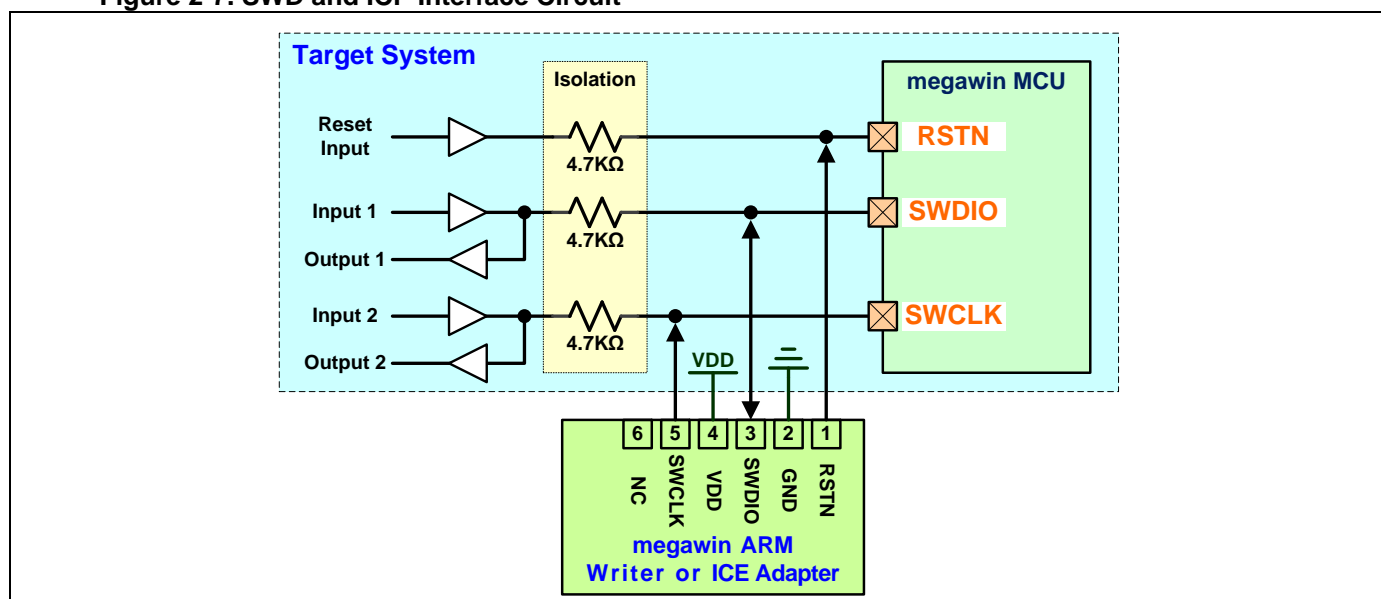 Figure 2-7. SWD and ICP Interface Circuit
Target System
Isolation
megawin MCU
Reset
Input
4.7KΩ
RSTN
Input 1
4.7KΩ
SWDIO
Output 1
Input 2
4.7KΩ
SWCLK
Output 2
VDD
6 5 4 3 2 1
NC
SWCLK
VDD
SWDIO
GND
RSTN
megawin ARM
Writer or ICE Adapter